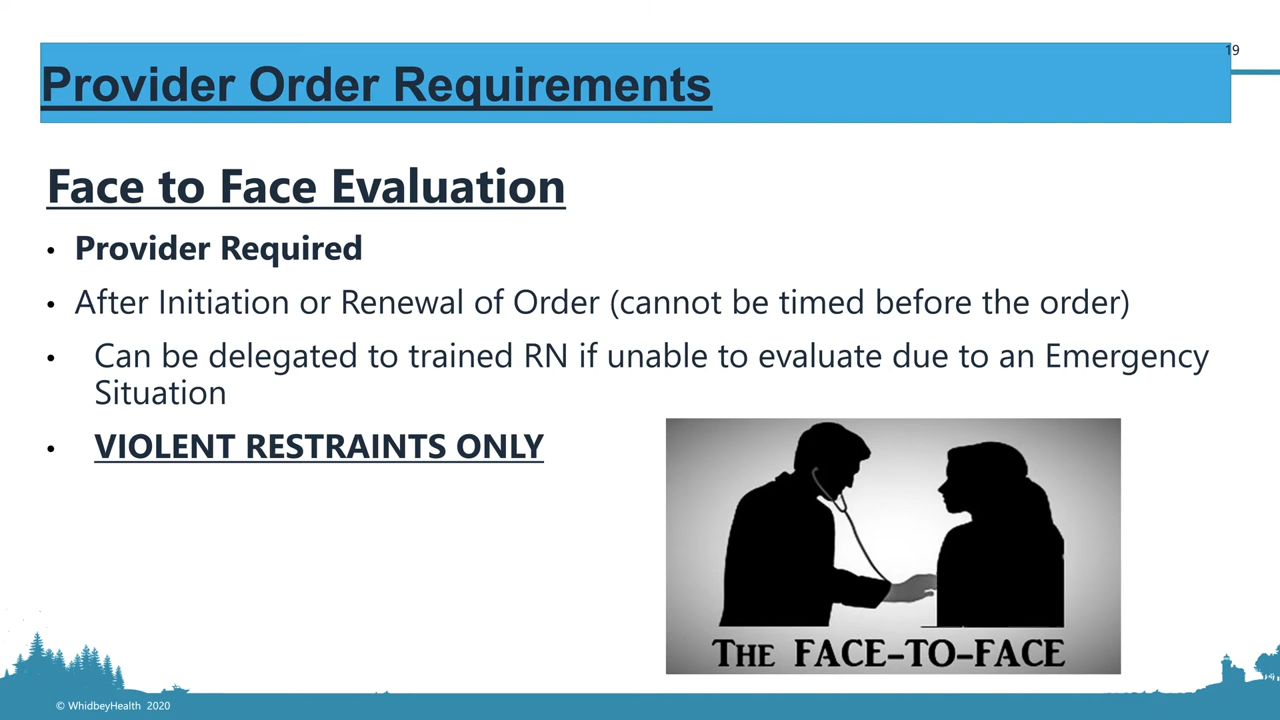 19
Provider Order Requirements
Face to Face Evaluation
• Provider Required
• After Initiation or Renewal of Order (cannot be timed before the order)
• Can be delegated to trained RN if unable to evaluate due to an Emergency
Situation
• VIOLENT RESTRAINTS ONLY
THE FACE-TO-FACE
© WhidbeyHealth 2020